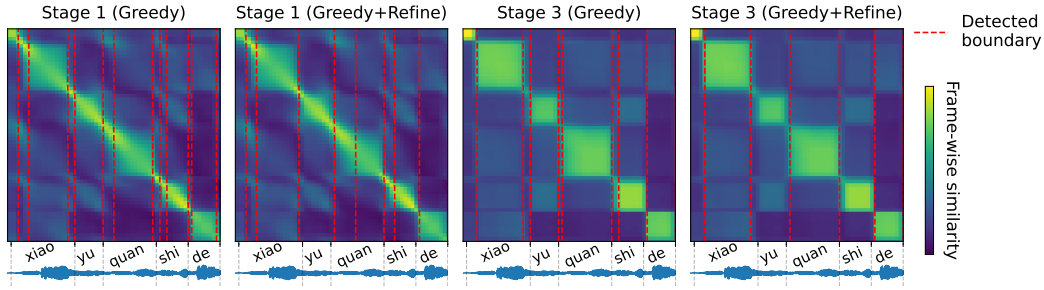 Stage 1 (Greedy)
Stage 1 (Greedy+Refine)
Stage 3 (Greedy)
Stage 3 (Greedy+Refine)
Detected
boundary
Frame-wise similarity
xiao yu quan shi de
xiao yu quan shi de
xiao yu quan shi de
xiao yu quan shi de